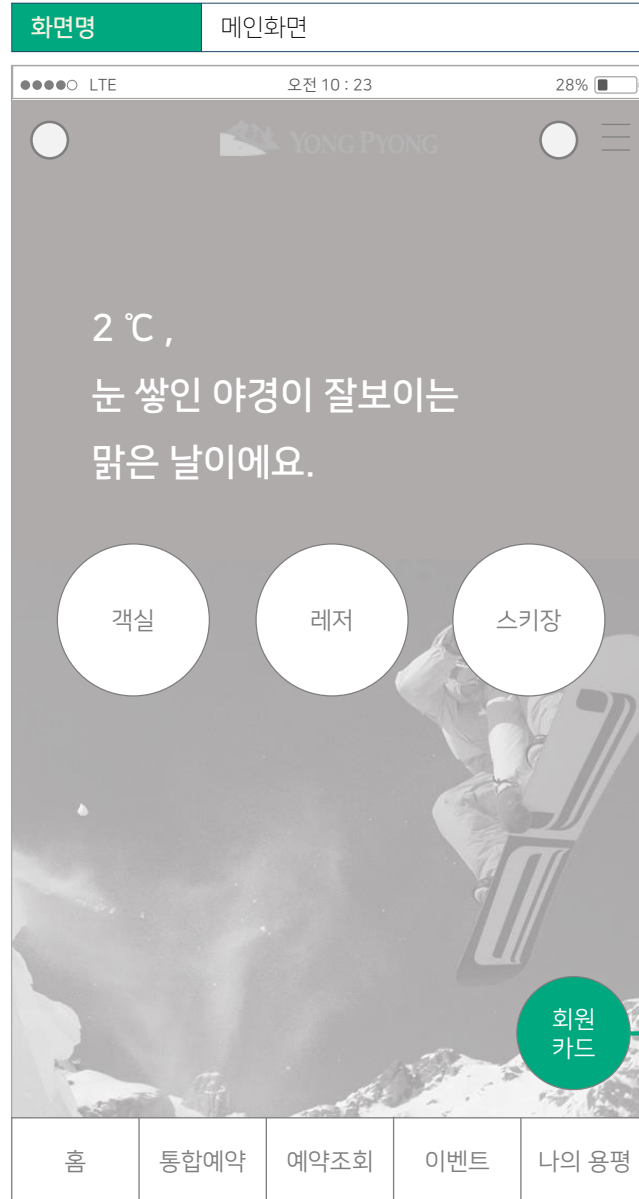 화면명 메인화면
LTE 오전 10 : 23 28%
YONGPYONG
2 ℃ ,
눈 쌓인 야경이 잘보이는
맑은 날이에요.
객실 레저 스키장
회원
카드
홈 통합예약 예약조회 이벤트 나의 용평